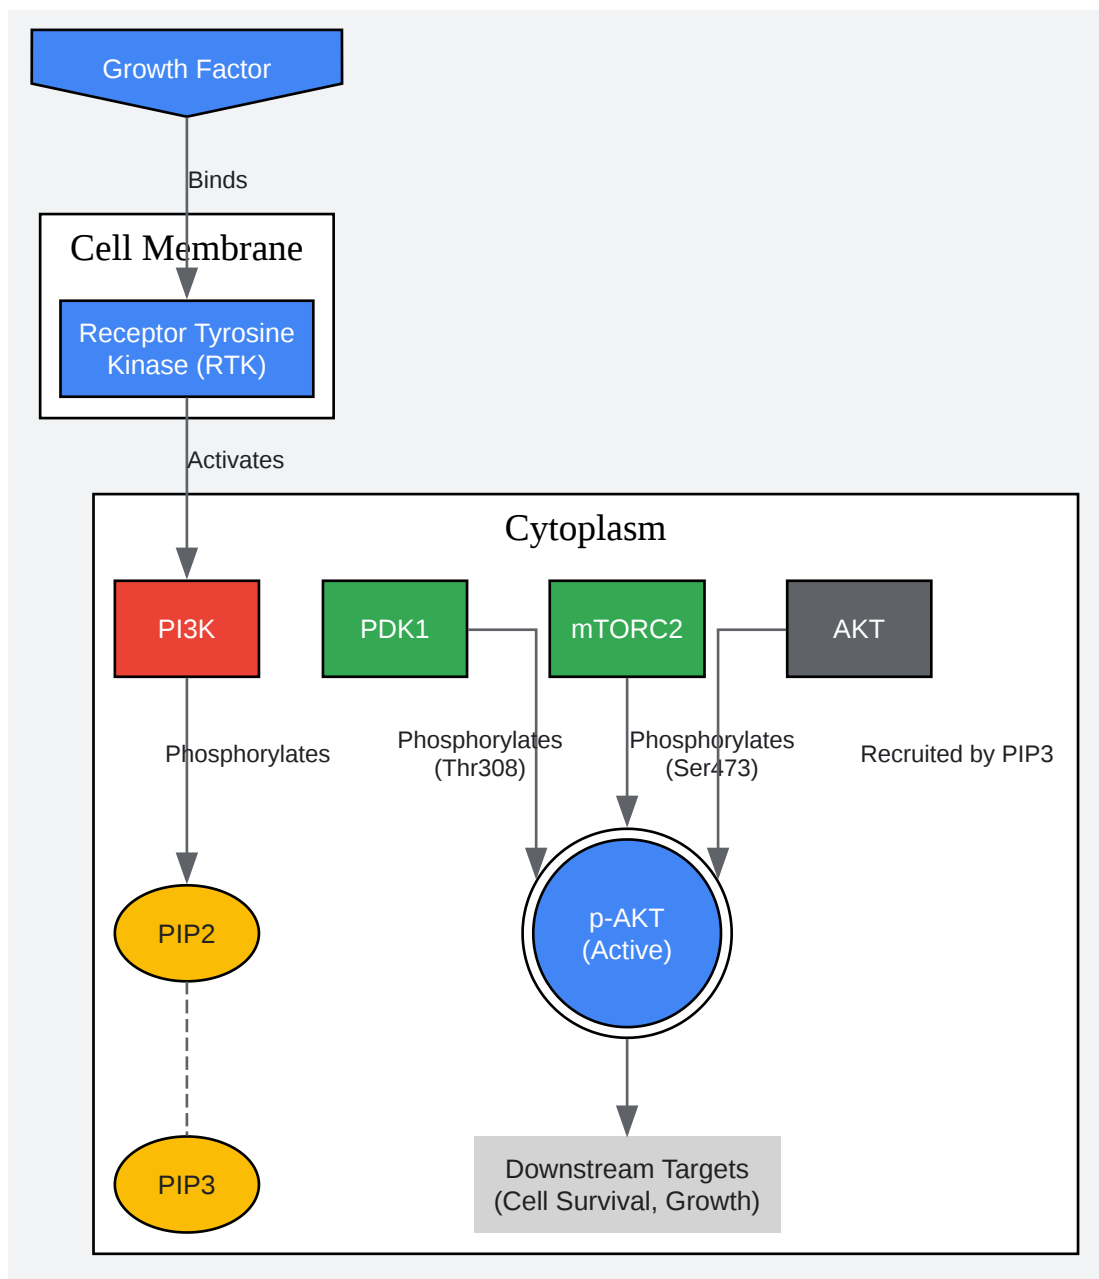 Growth Factor
Binds
Cell Membrane
Receptor Tyrosine
Kinase (RTK)
Activates
Cytoplasm
PI3K
PDK1
mTORC2
AKT
Phosphorylates
Phosphorylates
(Thr308)
Phosphorylates
(Ser473)
Recruited by PIP3
PIP2
p-AKT
(Active)
PIP3
Downstream Targets
(Cell Survival, Growth)